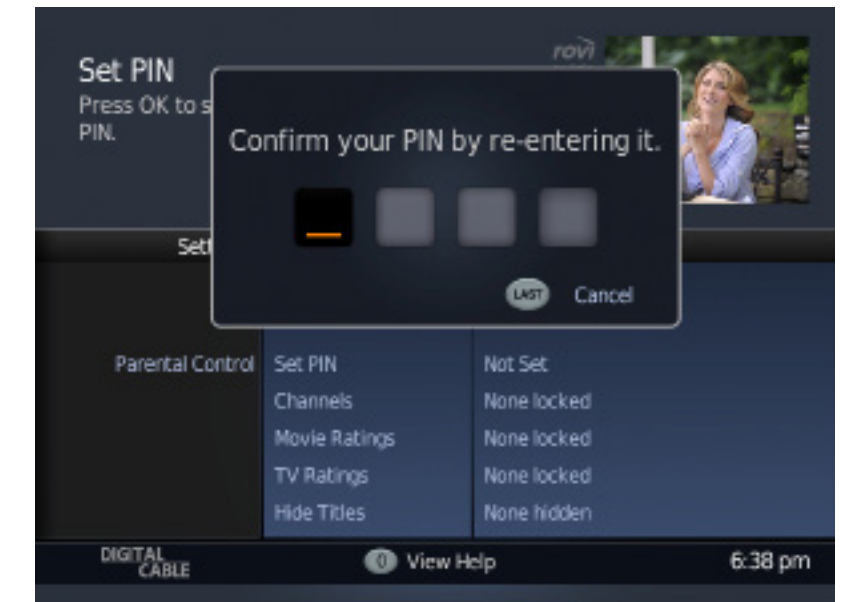 Set PIN
rovi
Press OK to s
PIN.
Confirm your PIN by re-entering it.
LAST Cancel
Sett
Parental Control Set PIN Not Set
Channels None locked
Movie Ratings None locked
TV Ratings None locked
Hide Titles None hidden
DIGITAL CABLE 0 View Help 6:38 pm